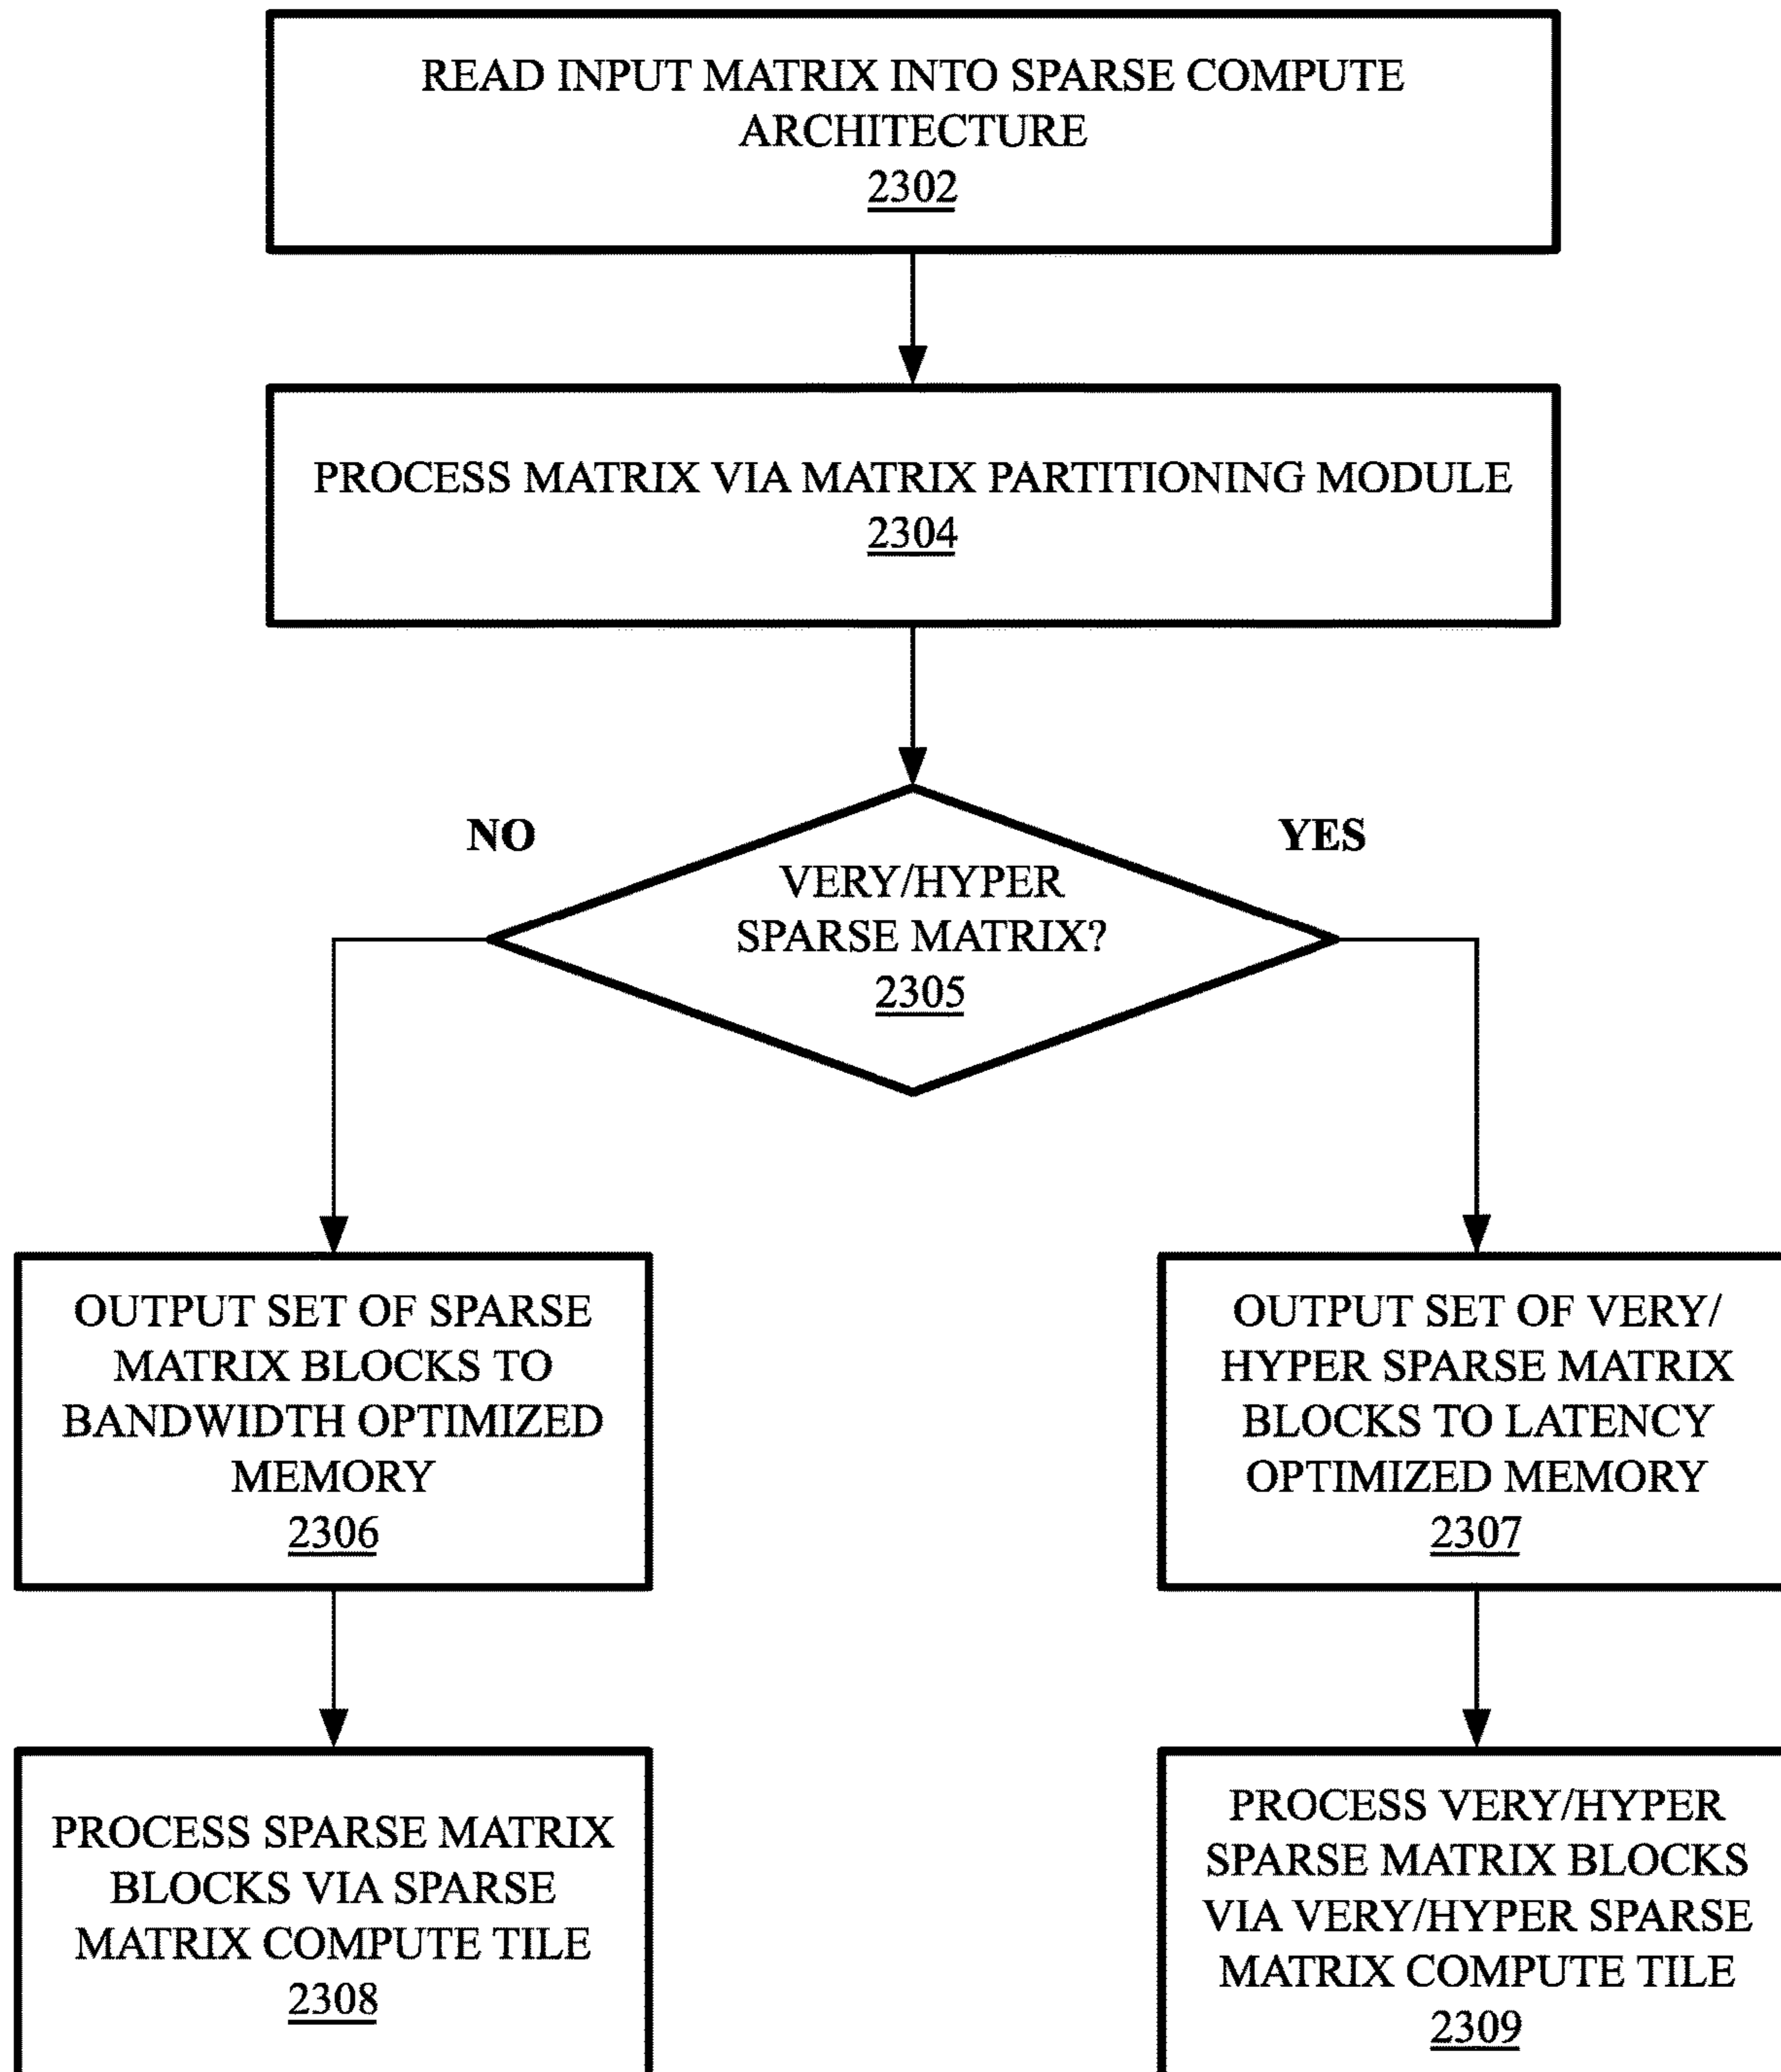 READ INPUT MATRIX INTO SPARSE COMPUTE
ARCHITECTURE
2302
PROCESS MATRIX VIA MATRIX PARTITIONING MODULE
2304
NO
YES
VERY/HYPER
SPARSE MATRIX?
2305
OUTPUT SET OF SPARSE
MATRIX BLOCKS TO
BANDWIDTH OPTIMIZED
MEMORY
2306
OUTPUT SET OF VERY/
HYPER SPARSE MATRIX
BLOCKS TO LATENCY
OPTIMIZED MEMORY
2307
PROCESS SPARSE MATRIX
BLOCKS VIA SPARSE
MATRIX COMPUTE TILE
2308
PROCESS VERY/HYPER
SPARSE MATRIX BLOCKS
VIA VERY/HYPER SPARSE
MATRIX COMPUTE TILE
2309